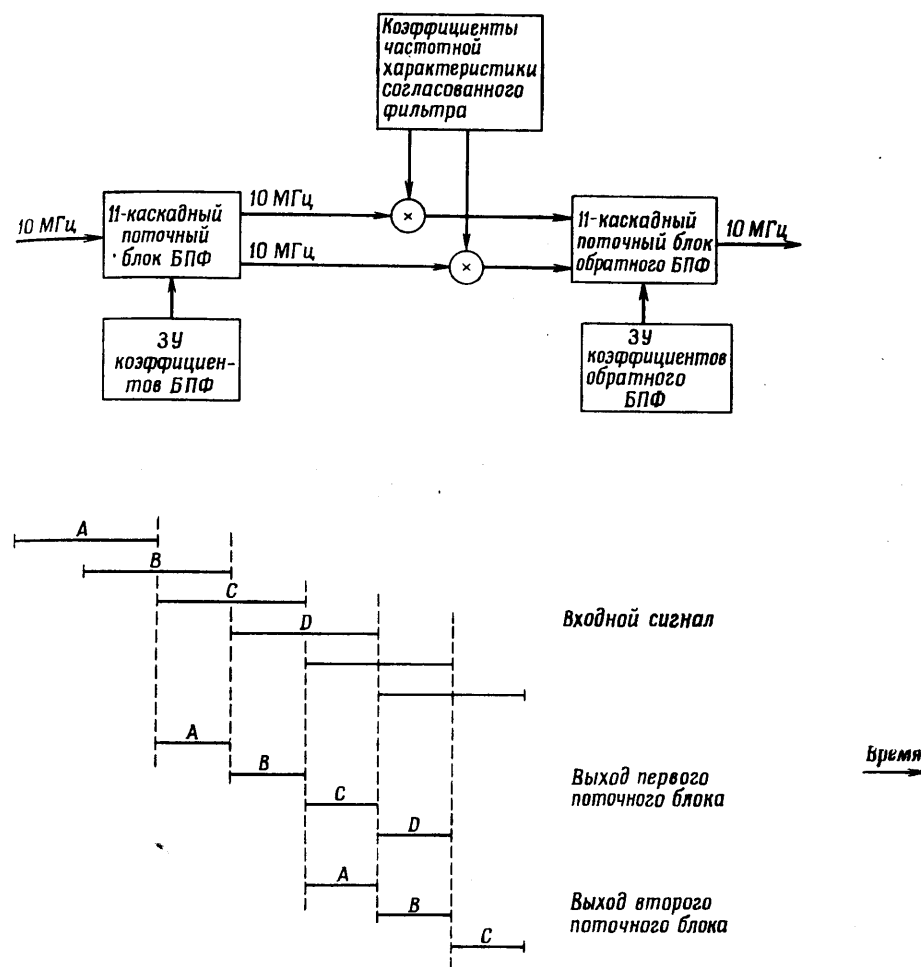 Коэффициенты
частотной
характеристики
согласованного
фильтра
10 МГц
11-каскадный
поточный
блок БПФ
10 МГц
10 МГц
×
×
11-каскадный
поточный блок
обратного БПФ
10 МГц
ЗУ
коэффициен-
тов БПФ
ЗУ
коэффициентов
обратного
БПФ
A
B
C
D
Входной сигнал
A
B
C
D
Выход первого
поточного блока
Время
A
B
C
Выход второго
поточного блока